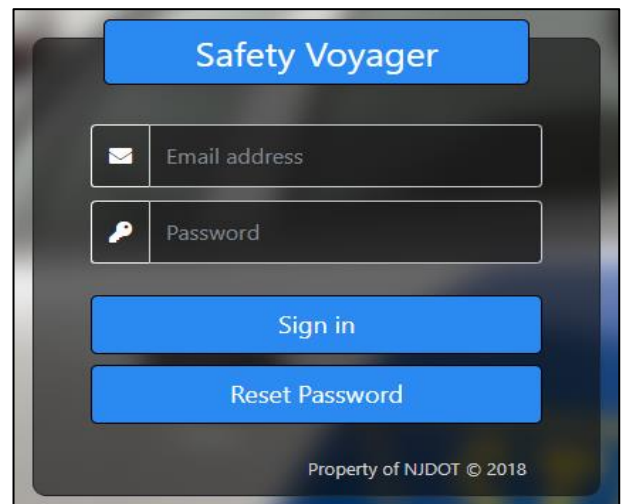 Safety Voyager
Email address
Password
Sign in
Reset Password
Property of NJDOT © 2018